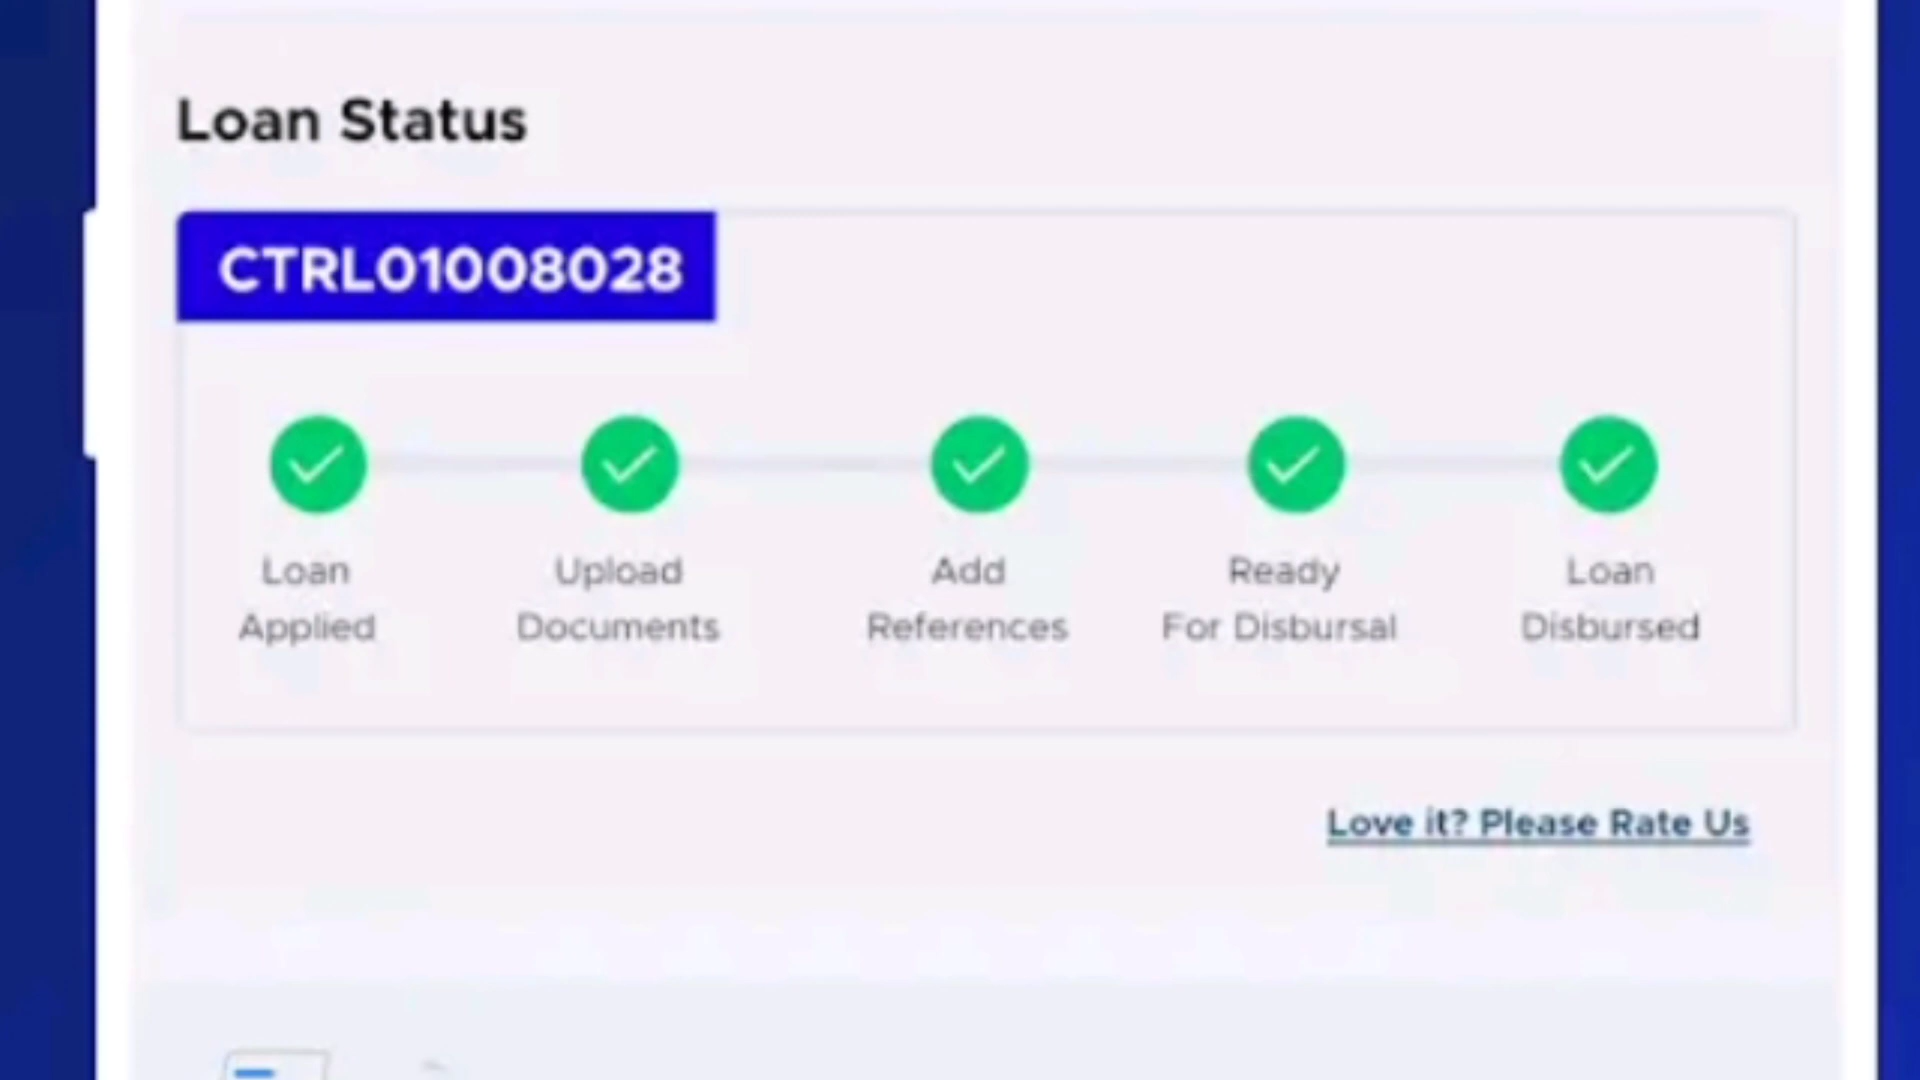 Loan Status
CTRL01008028
Loan Applied
Upload Documents
Add References
Ready For Disbursal
Loan Disbursed
Love it? Please Rate Us